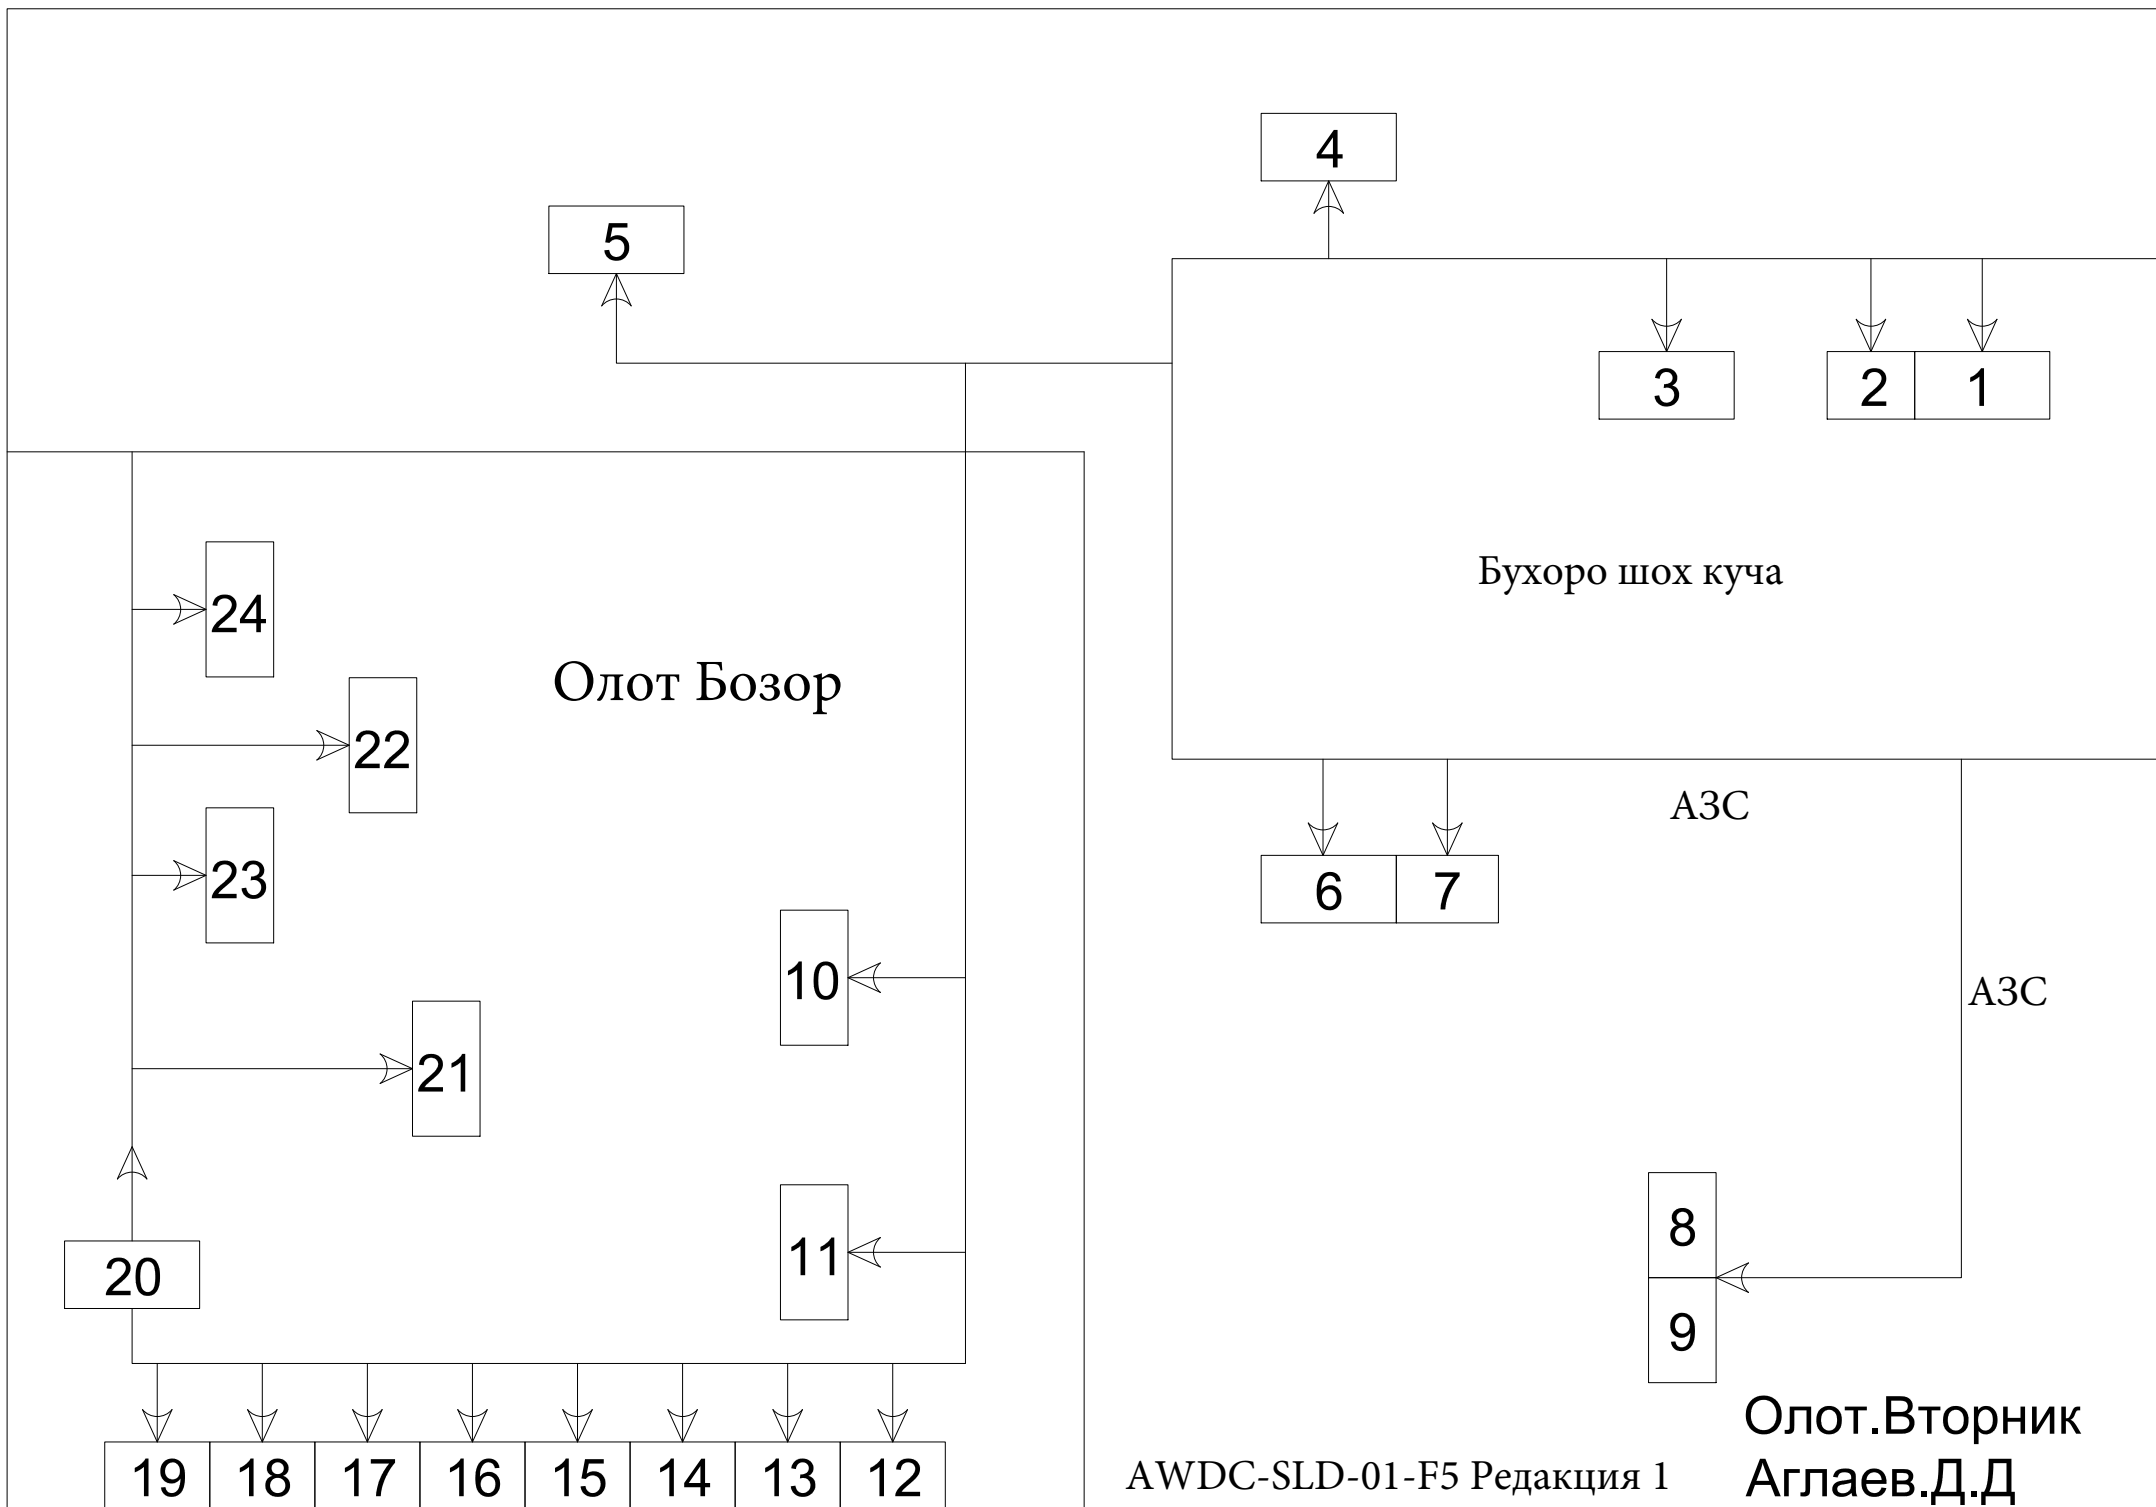 4
5
3
2
1
Бухоро шох куча
24
Олот Бозор
22
АЗС
23
6
7
10
АЗС
21
8
11
20
9
Олот.Вторник
19 18 17 16 15 14 13 12
AWDC-SLD-01-F5 Редакция 1
Аглаев.Д.Д